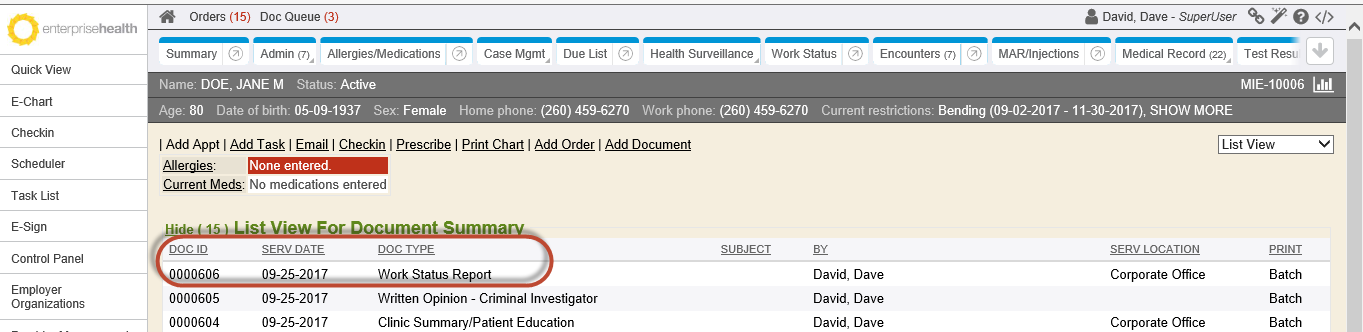 enterprisehealth
Orders (15) Doc Queue (3)
David, Dave - SuperUser
Summary Admin (7) Allergies/Medications Case Mgmt Due List Health Surveillance Work Status Encounters (7) MAR/Injections Medical Record (22) Test Resu
Quick View
E-Chart
Checkin
Scheduler
Task List
E-Sign
Control Panel
Employer
Organizations
Name: DOE, JANE M Status: Active MIE-10006
Age: 80 Date of birth: 05-09-1937 Sex: Female Home phone: (260) 459-6270 Work phone: (260) 459-6270 Current restrictions: Bending (09-02-2017 - 11-30-2017), SHOW MORE
| Add Appt | Add Task | Email | Checkin | Prescribe | Print Chart | Add Order | Add Document
List View
Allergies: None entered.
Current Meds: No medications entered
Hide ( 15 ) List View For Document Summary
DOC ID SERV DATE DOC TYPE SUBJECT BY SERV LOCATION PRINT
0000606 09-25-2017 Work Status Report David, Dave Corporate Office Batch
0000605 09-25-2017 Written Opinion - Criminal Investigator David, Dave Batch
0000604 09-25-2017 Clinic Summary/Patient Education David, Dave Corporate Office Batch